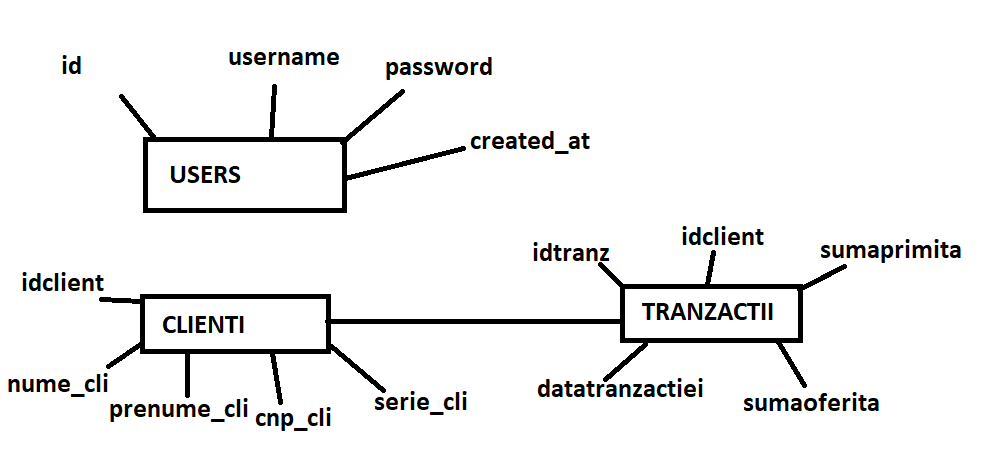 id
username
password
created_at
USERS
idclient
CLIENTI
nume_cli
prenume_cli
cnp_cli
serie_cli
idtranz
idclient
sumaprimita
TRANZACTII
datatranzactiei
sumaoferita